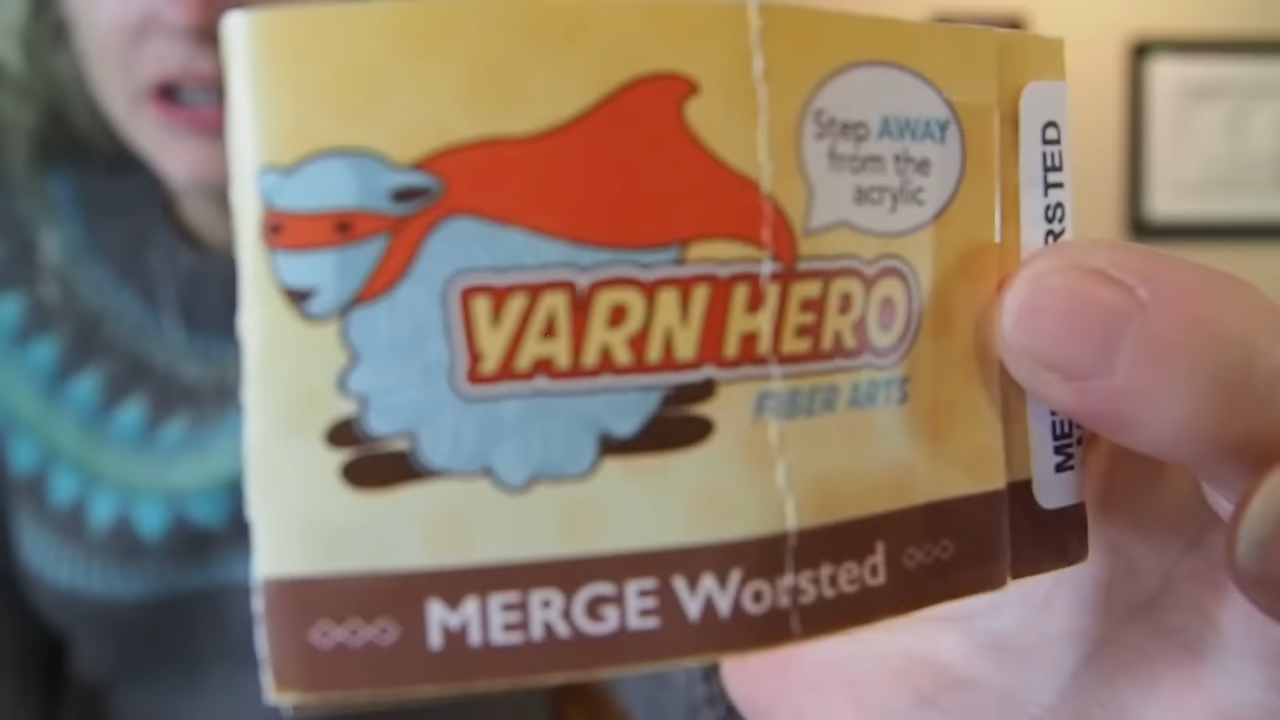 Step AWAY
from the
acrylic
YARN HERO
FIBER ARTS
MERGE Worsted
RSTED
ME